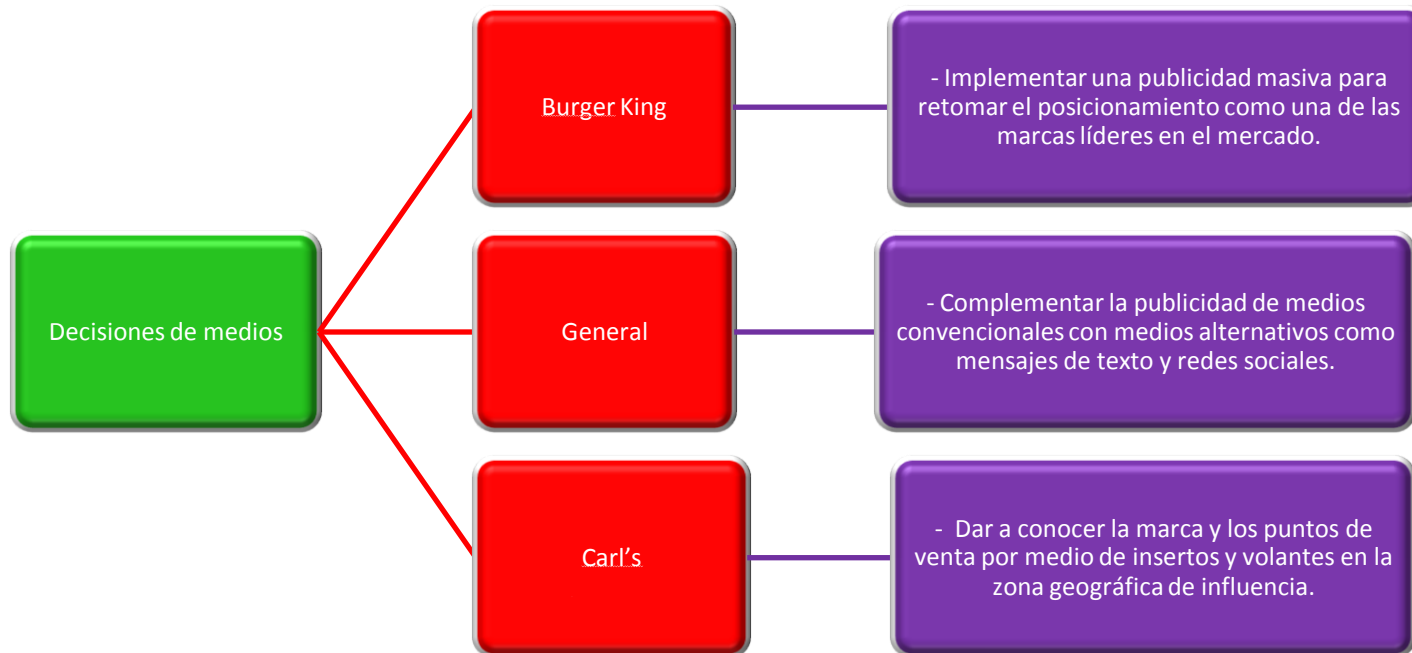 Decisiones de medios
Burger King
- Implementar una publicidad masiva para
retomar el posicionamiento como una de las
marcas líderes en el mercado.
General
- Complementar la publicidad de medios
convencionales con medios alternativos como
mensajes de texto y redes sociales.
Carl’s
- Dar a conocer la marca y los puntos de
venta por medio de insertos y volantes en la
zona geográfica de influencia.